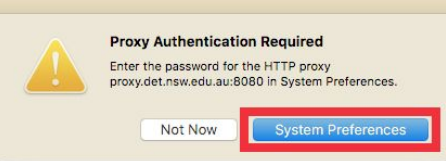 Proxy Authentication Required
Enter the password for the HTTP proxy
proxy.det.nsw.edu.au:8080 in System Preferences.
Not Now
System Preferences